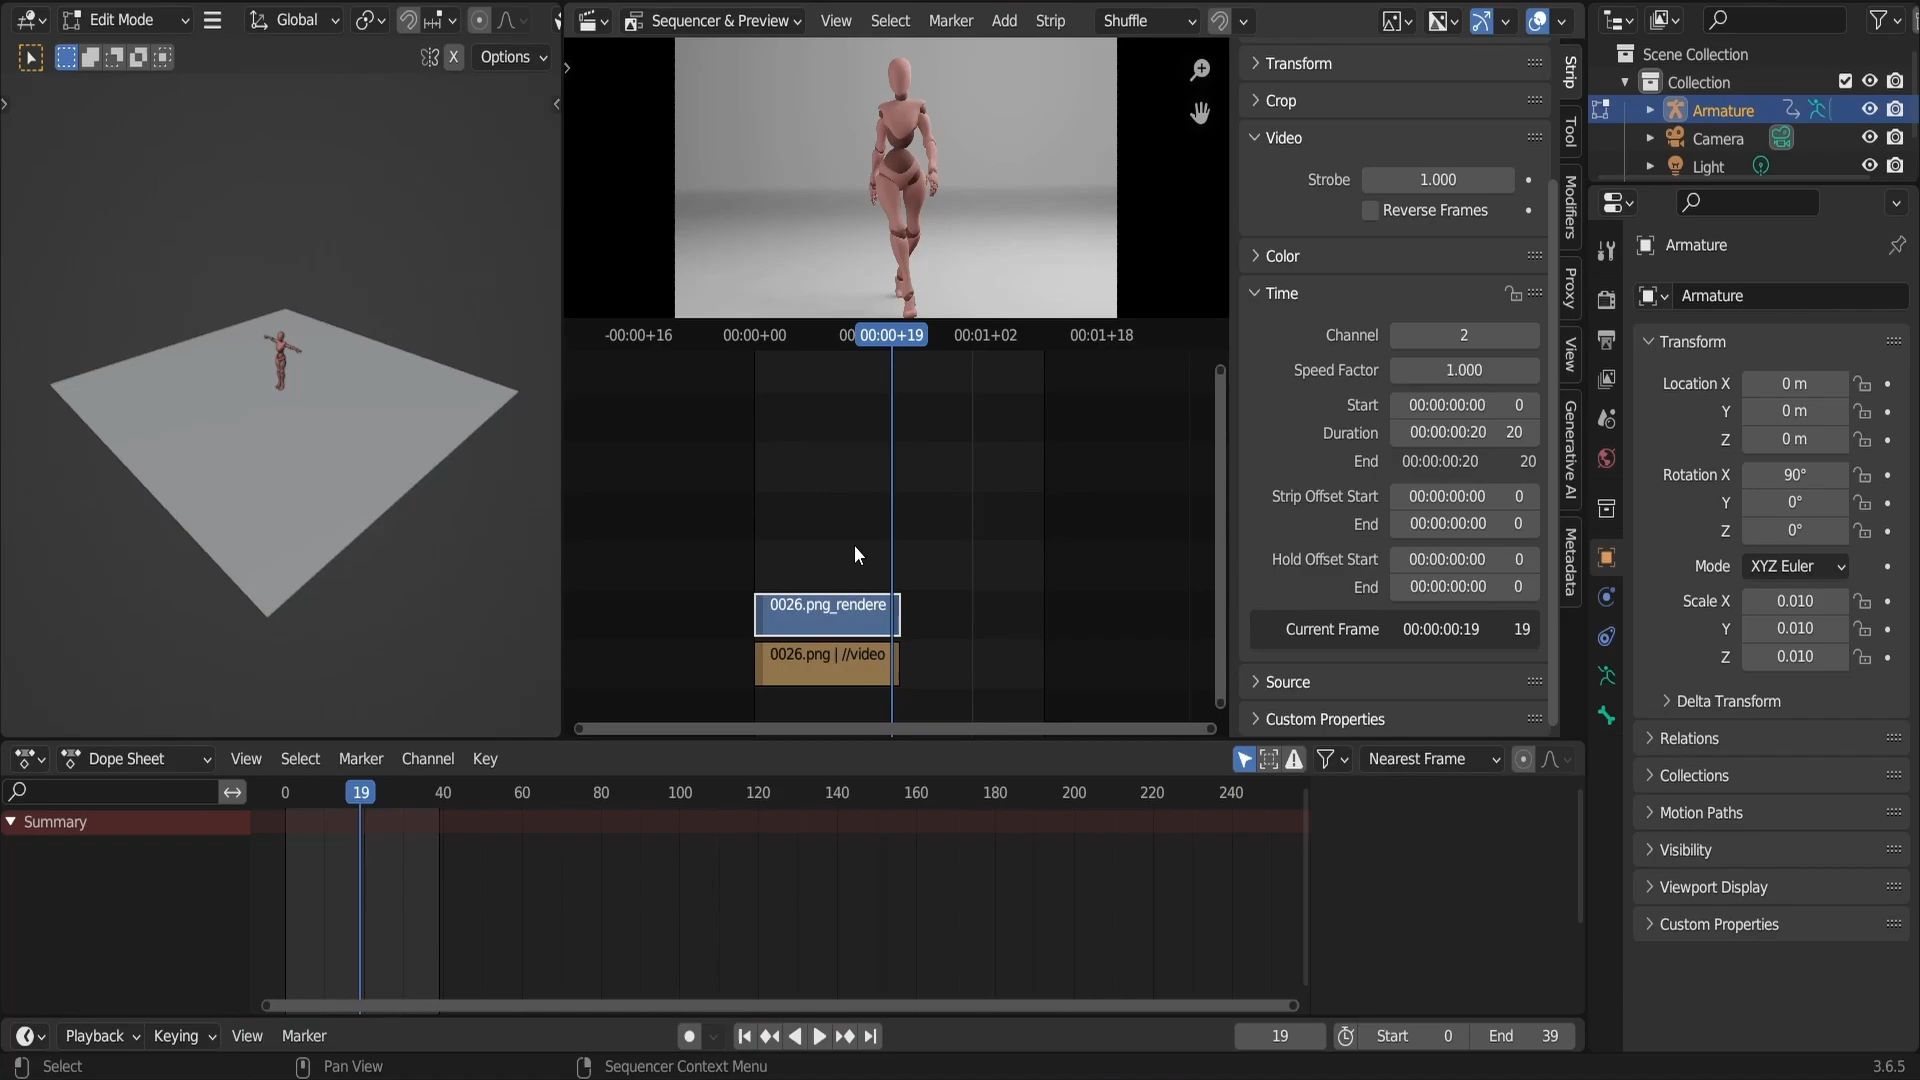 Edit Mode
Global
Sequencer & Preview
View
Select
Marker
Add
Strip
Shuffle
X
Options
Transform
Crop
Video
Strobe
1.000
Reverse Frames
Color
Time
Channel
2
Speed Factor
1.000
Start
00:00:00:00
0
Duration
00:00:00:20
20
End
00:00:00:20
20
Strip Offset Start
00:00:00:00
0
End
00:00:00:00
0
Hold Offset Start
00:00:00:00
0
End
00:00:00:00
0
Current Frame
00:00:00:19
19
Source
Custom Properties
Strip
Tool
Modifiers
Proxy
View
Generative AI
Metadata
-00:00+16
00:00+00
00:00+19
00:01+02
00:01+18
0026.png_rendere
0026.png | //video
Scene Collection
Collection
Armature
Camera
Light
Armature
Armature
Transform
Location X
0 m
Y
0 m
Z
0 m
Rotation X
90°
Y
0°
Z
0°
Mode
XYZ Euler
Scale X
0.010
Y
0.010
Z
0.010
Delta Transform
Relations
Collections
Motion Paths
Visibility
Viewport Display
Custom Properties
Dope Sheet
View
Select
Marker
Channel
Key
Nearest Frame
0
19
40
60
80
100
120
140
160
180
200
220
240
Summary
Playback
Keying
View
Marker
19
Start
0
End
39
Select
Pan View
Sequencer Context Menu
3.6.5